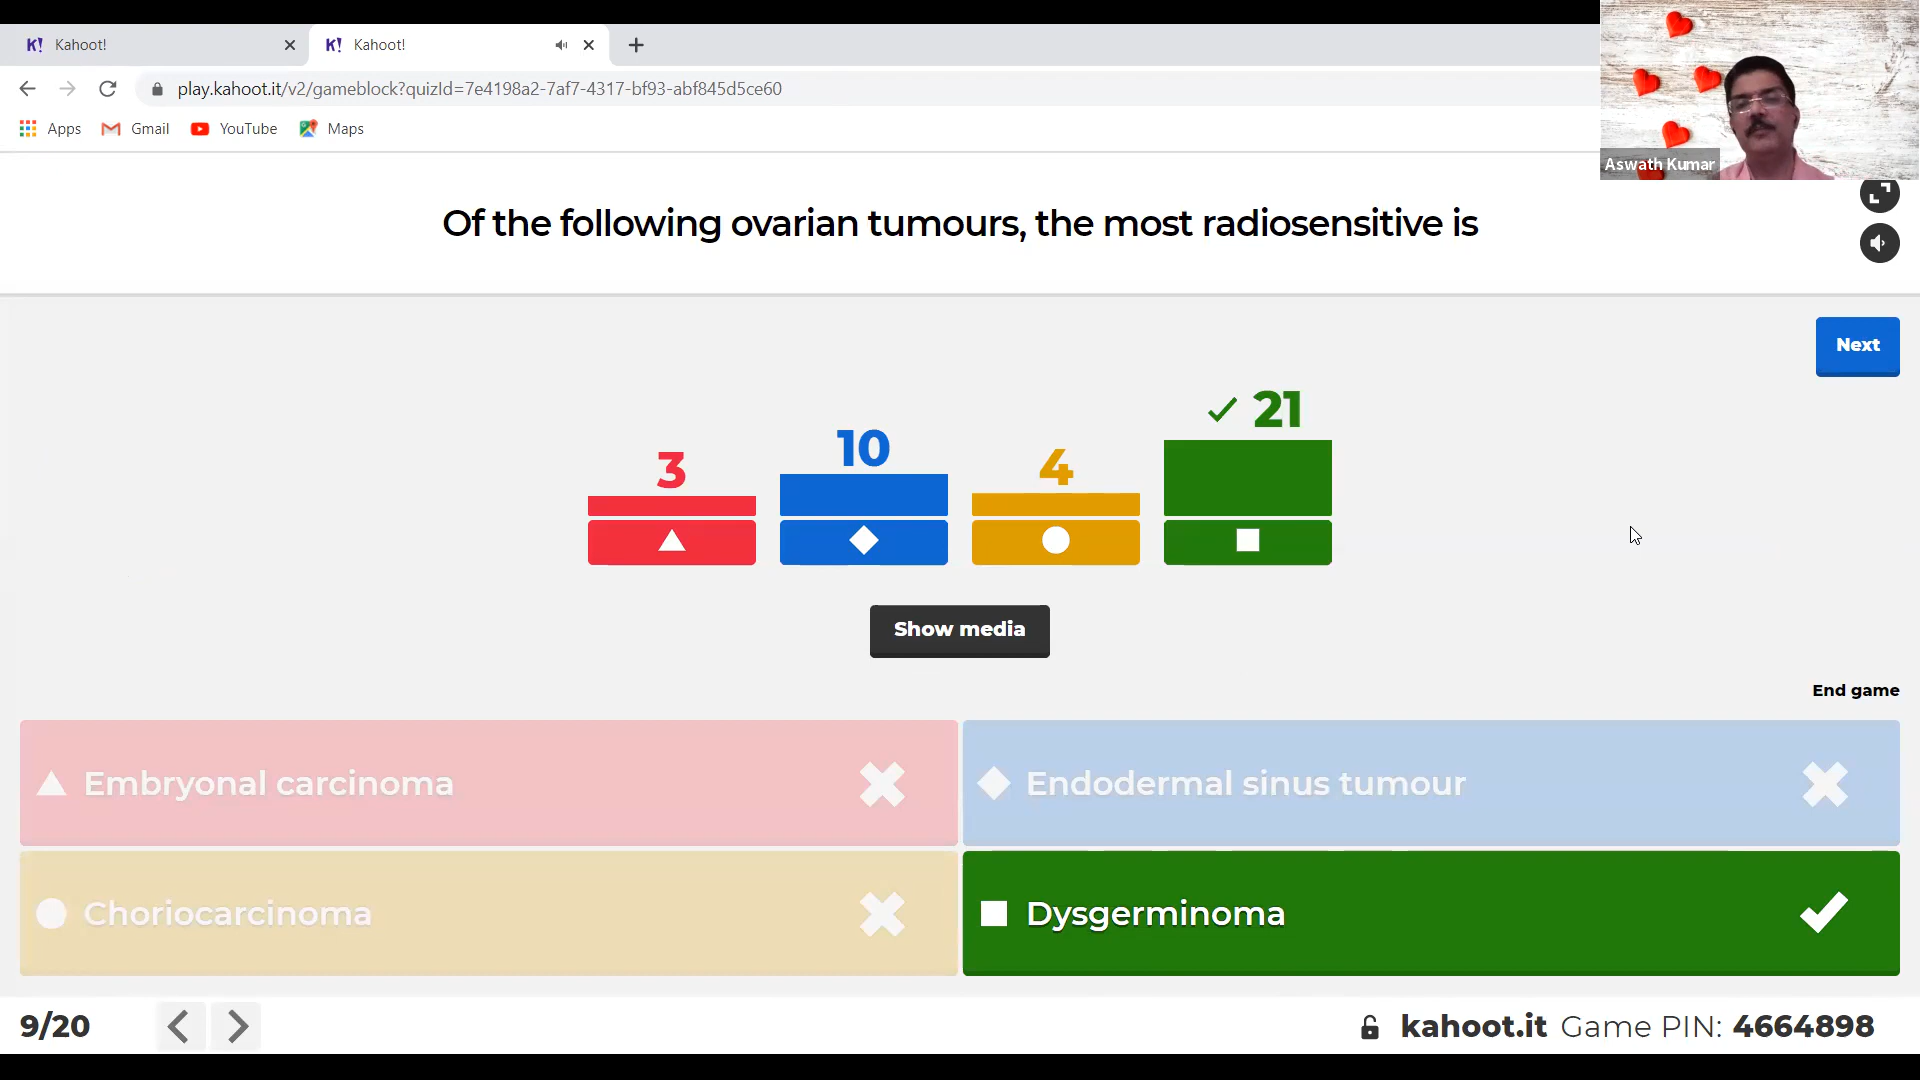 K! Kahoot!
K! Kahoot!
play.kahoot.it/v2/gameblock?quizId=7e4198a2-7af7-4317-bf93-abf845d5ce60
Apps Gmail YouTube Maps
Aswath Kumar
Of the following ovarian tumours, the most radiosensitive is
Next
3
10
4
21
Show media
End game
Embryonal carcinoma
Endodermal sinus tumour
Choriocarcinoma
Dysgerminoma
9/20
kahoot.it Game PIN: 4664898